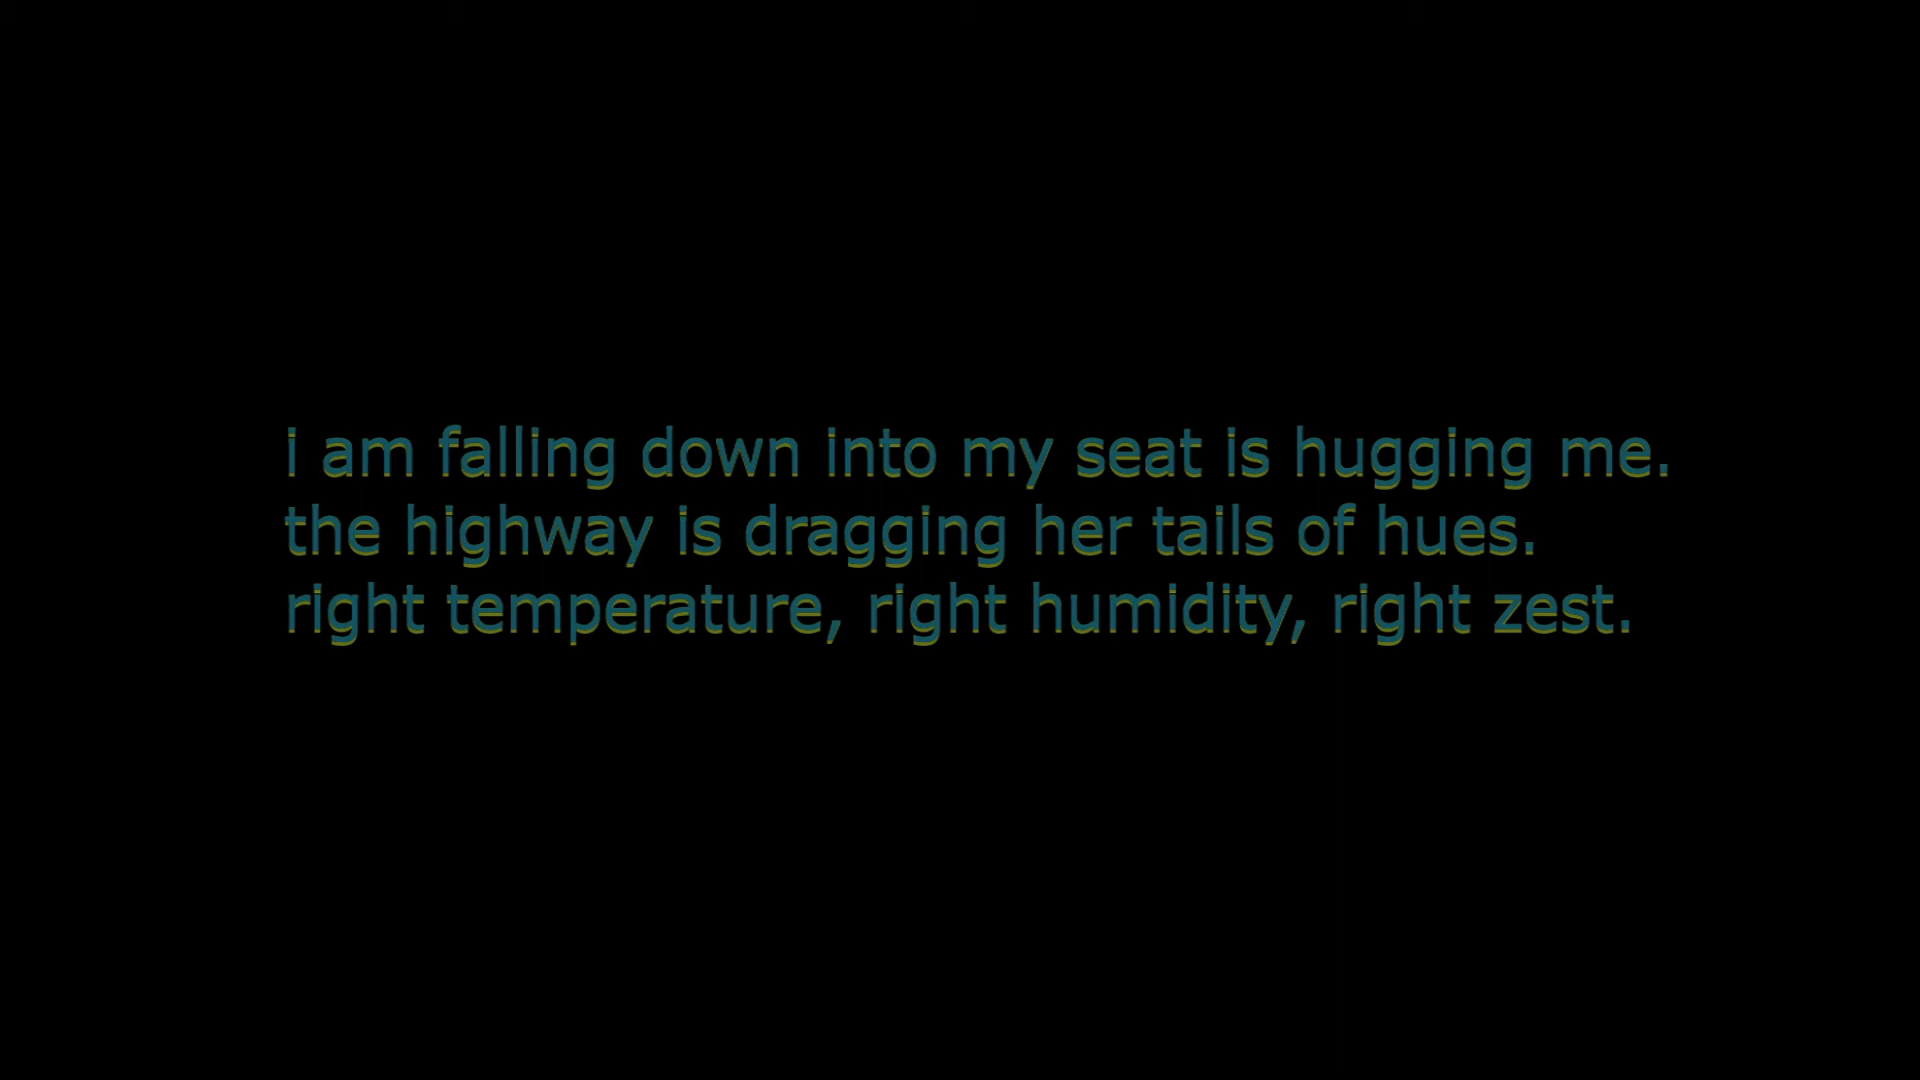 i am falling down into my seat is hugging me.
the highway is dragging her tails of hues.
right temperature, right humidity, right zest.